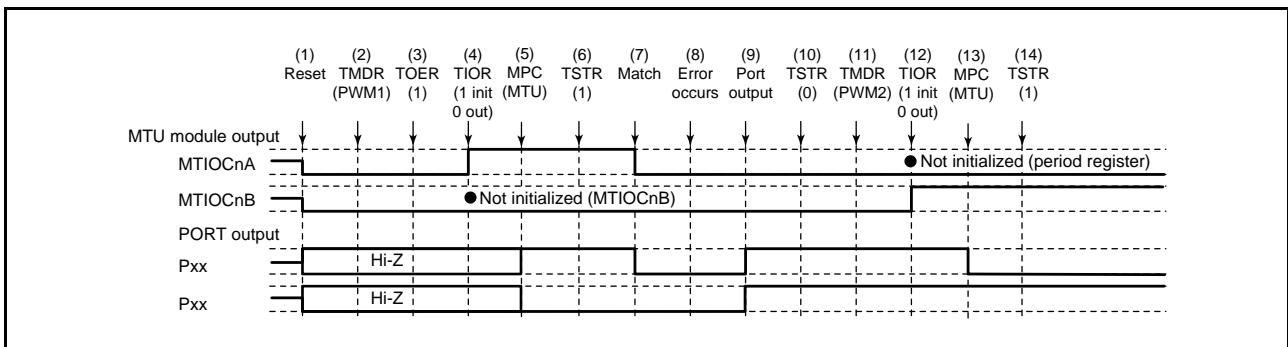 (1) (2) (3) (4) (5) (6) (7) (8) (9) (10) (11) (12) (13) (14)
Reset TMDR TOER TIOR MPC TSTR Match Error Port TSTR TMDR TIOR MPC TSTR
(PWM1) (1) (1 init (MTU) (1) occurs output (0) (PWM2) (1 init (MTU) (1)
0 out) 0 out)
MTU module output
MTIOCnA ● Not initialized (period register)
MTIOCnB ● Not initialized (MTIOCnB)
PORT output
Pxx Hi-Z
Pxx Hi-Z